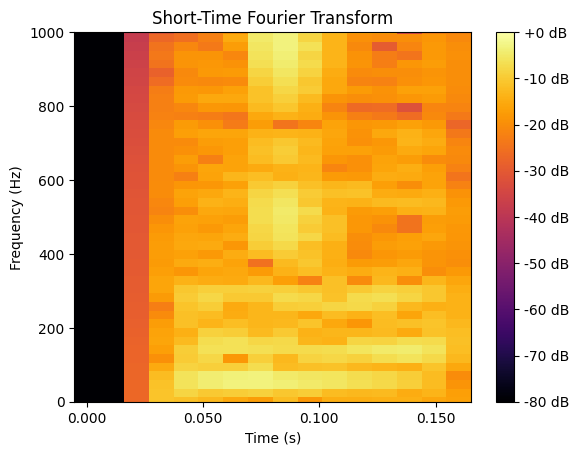 Short-Time Fourier Transform
1000
800
600
400
200
0
Frequency (Hz)
0.000
0.050
0.100
0.150
Time (s)
+0 dB
-10 dB
-20 dB
-30 dB
-40 dB
-50 dB
-60 dB
-70 dB
-80 dB